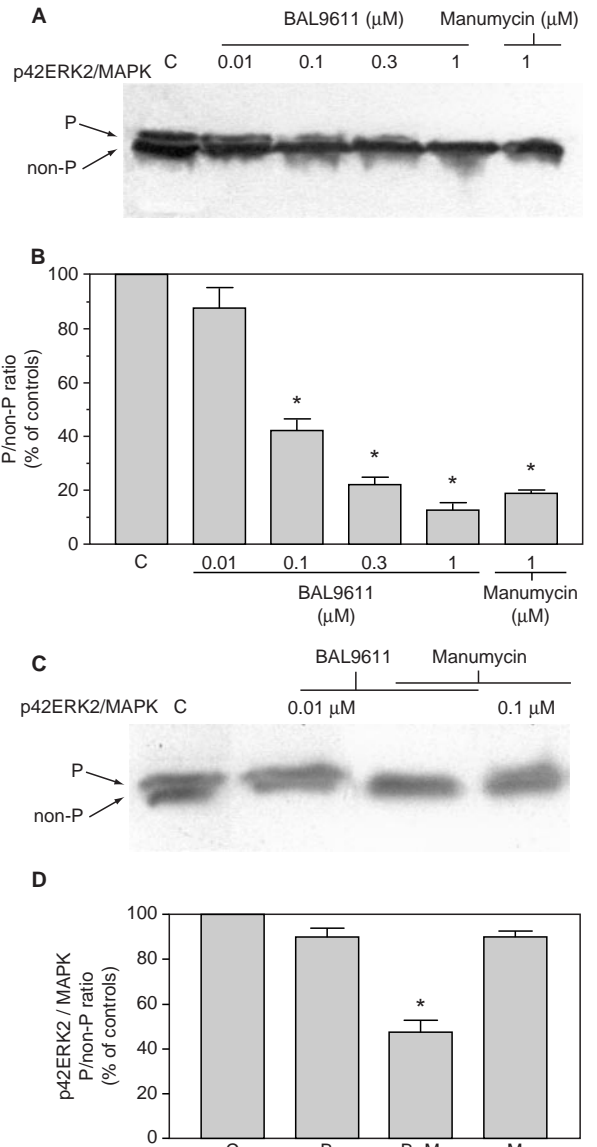 A
BAL9611 (μM) Manumycin (μM)
p42ERK2/MAPK C 0.01 0.1 0.3 1 1
P
non-P
B
P/non-P ratio
(% of controls)
100
80
60
40
20
0
* * * *
C 0.01 0.1 0.3 1 1
BAL9611 Manumycin
(μM) (μM)
C
BAL9611 Manumycin
p42ERK2/MAPK C 0.01 μM 0.1 μM
P
non-P
D
p42ERK2 / MAPK
P/non-P ratio
(% of controls)
100
80
60
40
20
0
*